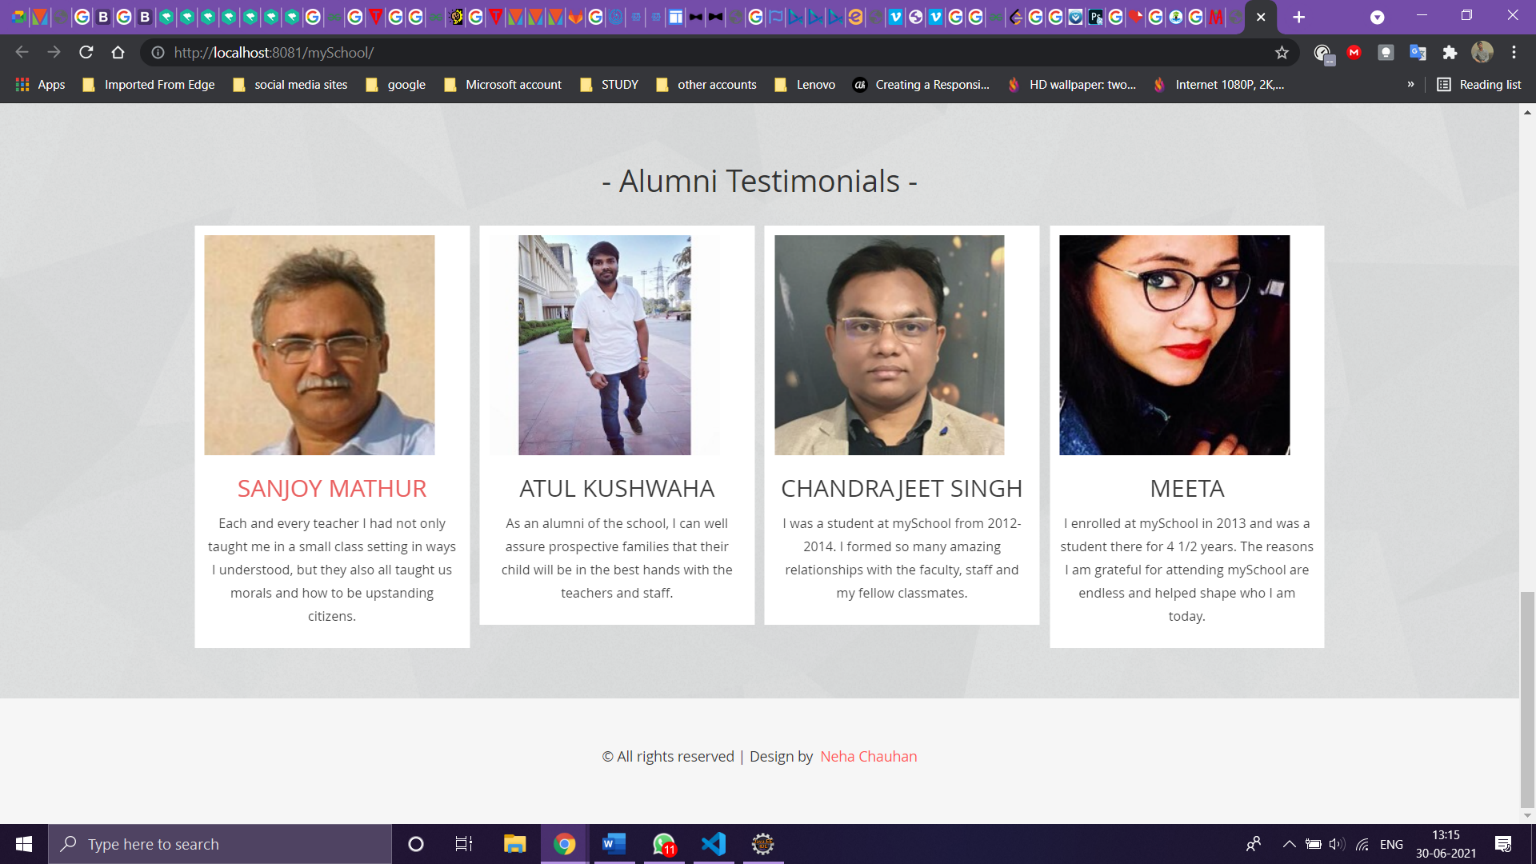 http://localhost:8081/mySchool/
Apps
Imported From Edge
social media sites
google
Microsoft account
STUDY
other accounts
Lenovo
Creating a Responsi...
HD wallpaper: two...
Internet 1080P, 2K,...
»
Reading list
- Alumni Testimonials -
SANJOY MATHUR
Each and every teacher I had not only
taught me in a small class setting in ways
I understood, but they also all taught us
morals and how to be upstanding
citizens.
ATUL KUSHWAHA
As an alumni of the school, I can well
assure prospective families that their
child will be in the best hands with the
teachers and staff.
CHANDRAJEET SINGH
I was a student at mySchool from 2012-
2014. I formed so many amazing
relationships with the faculty, staff and
my fellow classmates.
MEETA
I enrolled at mySchool in 2013 and was a
student there for 4 1/2 years. The reasons
I am grateful for attending mySchool are
endless and helped shape who I am
today.
© All rights reserved | Design by Neha Chauhan
Type here to search
11
ENG
13:15
30-06-2021